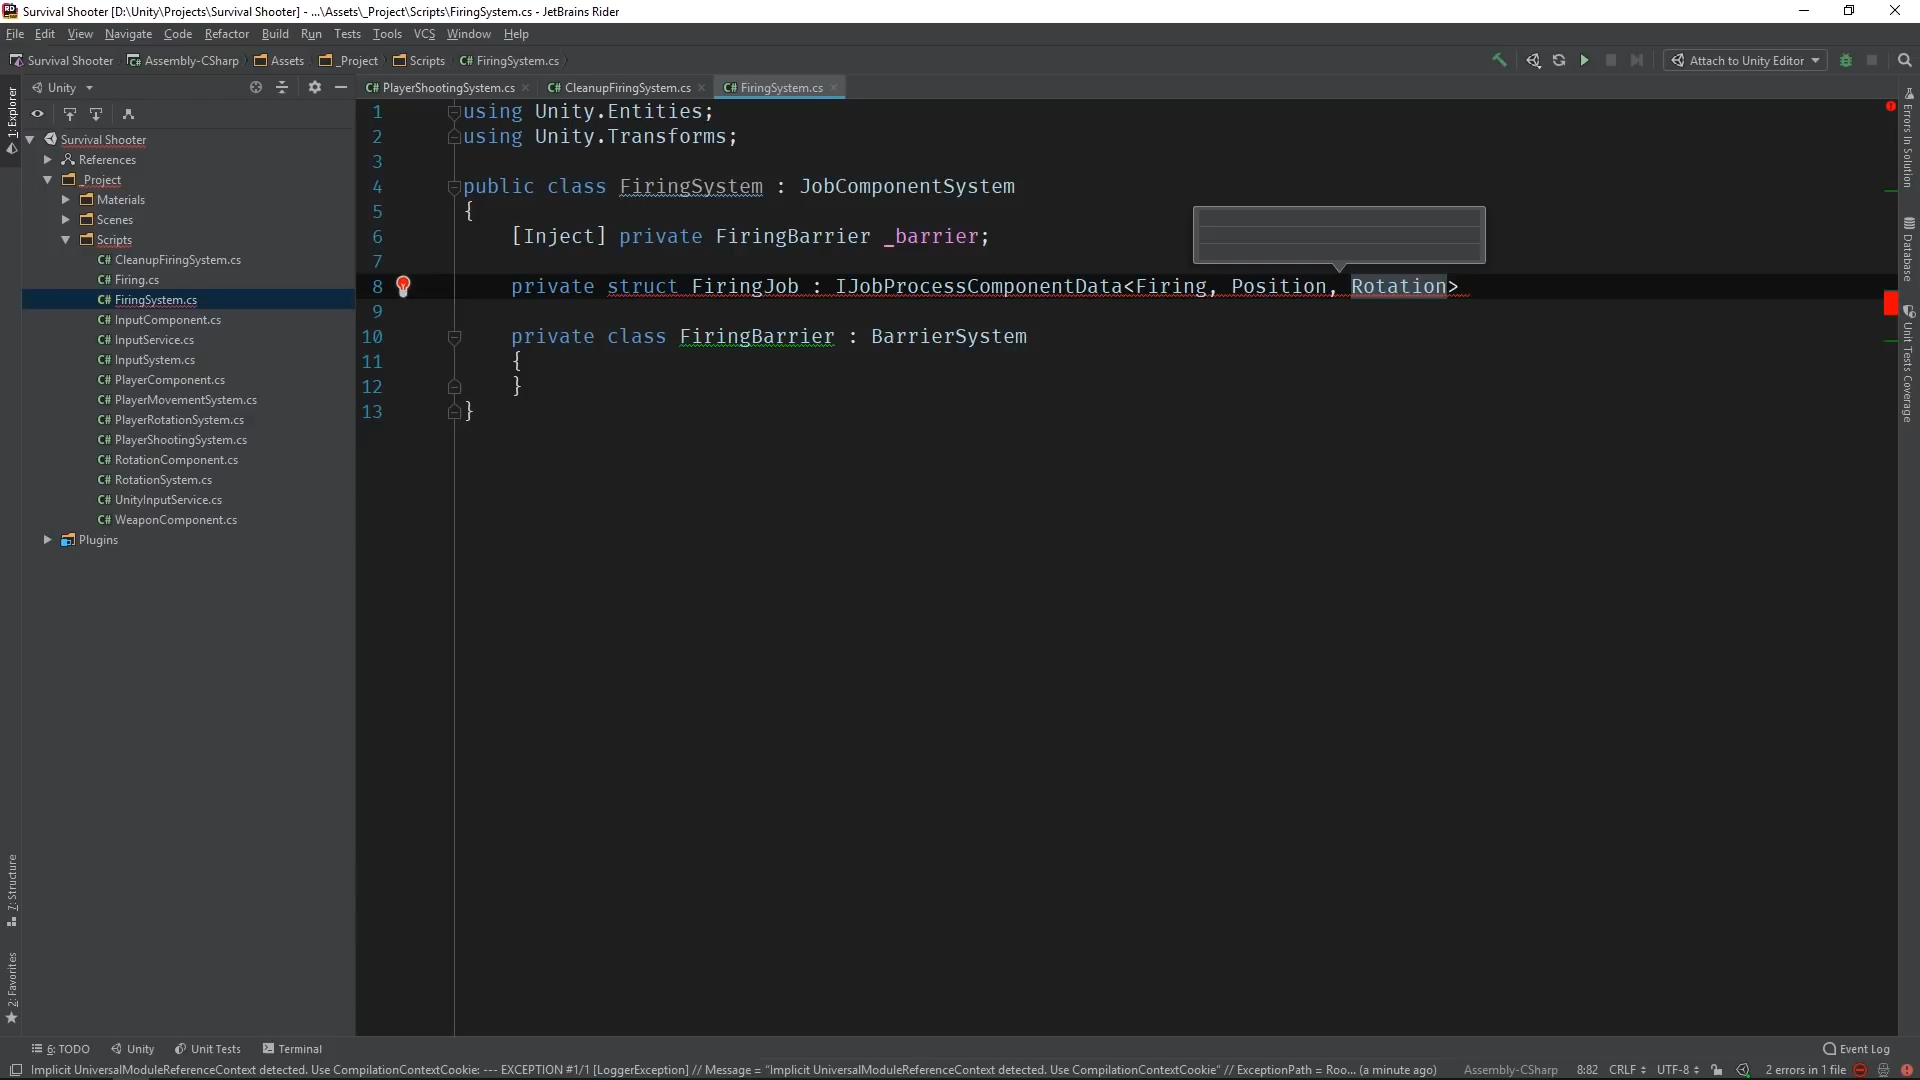 Survival Shooter [D:\Unity\Projects\Survival Shooter] - ...\Assets\_Project\Scripts\FiringSystem.cs - JetBrains Rider
File Edit View Navigate Code Refactor Build Run Tests Tools VCS Window Help
Survival Shooter Assembly-CSharp Assets _Project Scripts C# FiringSystem.cs Attach to Unity Editor
Unity C# PlayerShootingSystem.cs C# CleanupFiringSystem.cs C# FiringSystem.cs
1: Explorer
Survival Shooter
References
_Project
Materials
Scenes
Scripts
C# CleanupFiringSystem.cs
C# Firing.cs
C# FiringSystem.cs
C# InputComponent.cs
C# InputService.cs
C# InputSystem.cs
C# PlayerComponent.cs
C# PlayerMovementSystem.cs
C# PlayerRotationSystem.cs
C# PlayerShootingSystem.cs
C# RotationComponent.cs
C# RotationSystem.cs
C# UnityInputService.cs
C# WeaponComponent.cs
Plugins
7: Structure
2: Favorites
1 using Unity.Entities;
2 using Unity.Transforms;
3
4 public class FiringSystem : JobComponentSystem
5 {
6 [Inject] private FiringBarrier _barrier;
7
8 private struct FiringJob : IJobProcessComponentData<Firing, Position, Rotation>
9
10 private class FiringBarrier : BarrierSystem
11 {
12 }
13 }
Errors In Solution
Database
Unit Tests Coverage
6: TODO Unity Unit Tests Terminal Event Log
Implicit UniversalModuleReferenceContext detected. Use CompilationContextCookie: --- EXCEPTION #1/1 [LoggerException] // Message = "Implicit UniversalModuleReferenceContext detected. Use CompilationContextCookie" // ExceptionPath = Roo... (a minute ago) Assembly-CSharp 8:82 CRLF UTF-8 2 errors in 1 file